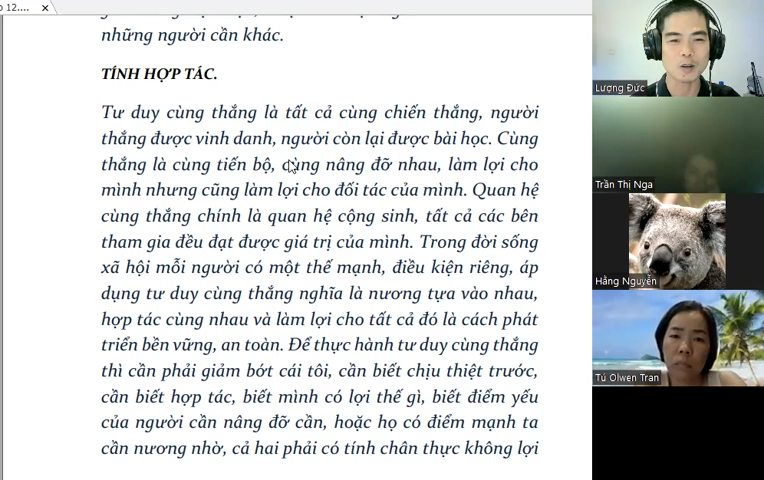 o 12....
những người cần khác.
TÍNH HỢP TÁC.
Tư duy cùng thắng là tất cả cùng chiến thắng, người
thắng được vinh danh, người còn lại được bài học. Cùng
thắng là cùng tiến bộ, cùng nâng đỡ nhau, làm lợi cho
mình nhưng cũng làm lợi cho đối tác của mình. Quan hệ
cùng thắng chính là quan hệ cộng sinh, tất cả các bên
tham gia đều đạt được giá trị của mình. Trong đời sống
xã hội mỗi người có một thế mạnh, điều kiện riêng, áp
dụng tư duy cùng thắng nghĩa là nương tựa vào nhau,
hợp tác cùng nhau và làm lợi cho tất cả đó là cách phát
triển bền vững, an toàn. Để thực hành tư duy cùng thắng
thì cần phải giảm bớt cái tôi, cần biết chịu thiệt trước,
cần biết hợp tác, biết mình có lợi thế gì, biết điểm yếu
của người cần nâng đỡ cần, hoặc họ có điểm mạnh ta
cần nương nhờ, cả hai phải có tính chân thực không lợi
Lượng Đức
Trần Thị Nga
Hằng Nguyễn
Tú Olwen Tran